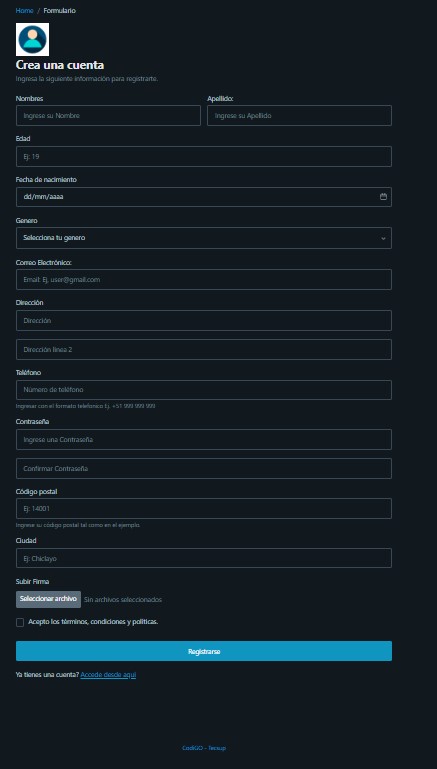 Home / Formulario
Crea una cuenta
Ingresa la siguiente información para registrarte.
Nombres Apellido:
Ingrese su Nombre Ingrese su Apellido
Edad
Ej: 19
Fecha de nacimiento
dd/mm/aaaa
Genero
Selecciona tu genero
Correo Electrónico:
Email: Ej. user@gmail.com
Dirección
Dirección
Dirección línea 2
Teléfono
Número de teléfono
Ingresar con el formato telefonico Ej. +51 999 999 999
Contraseña
Ingrese una Contraseña
Confirmar Contraseña
Código postal
Ej: 14001
Ingrese su código postal tal como en el ejemplo
Ciudad
Ej: Chiclayo
Subir Firma
Seleccionar archivo Sin archivos seleccionados
Acepto los términos, condiciones y políticas.
Registrarse
Ya tienes una cuenta? Accede desde aquí
CodiGO - Tecsup